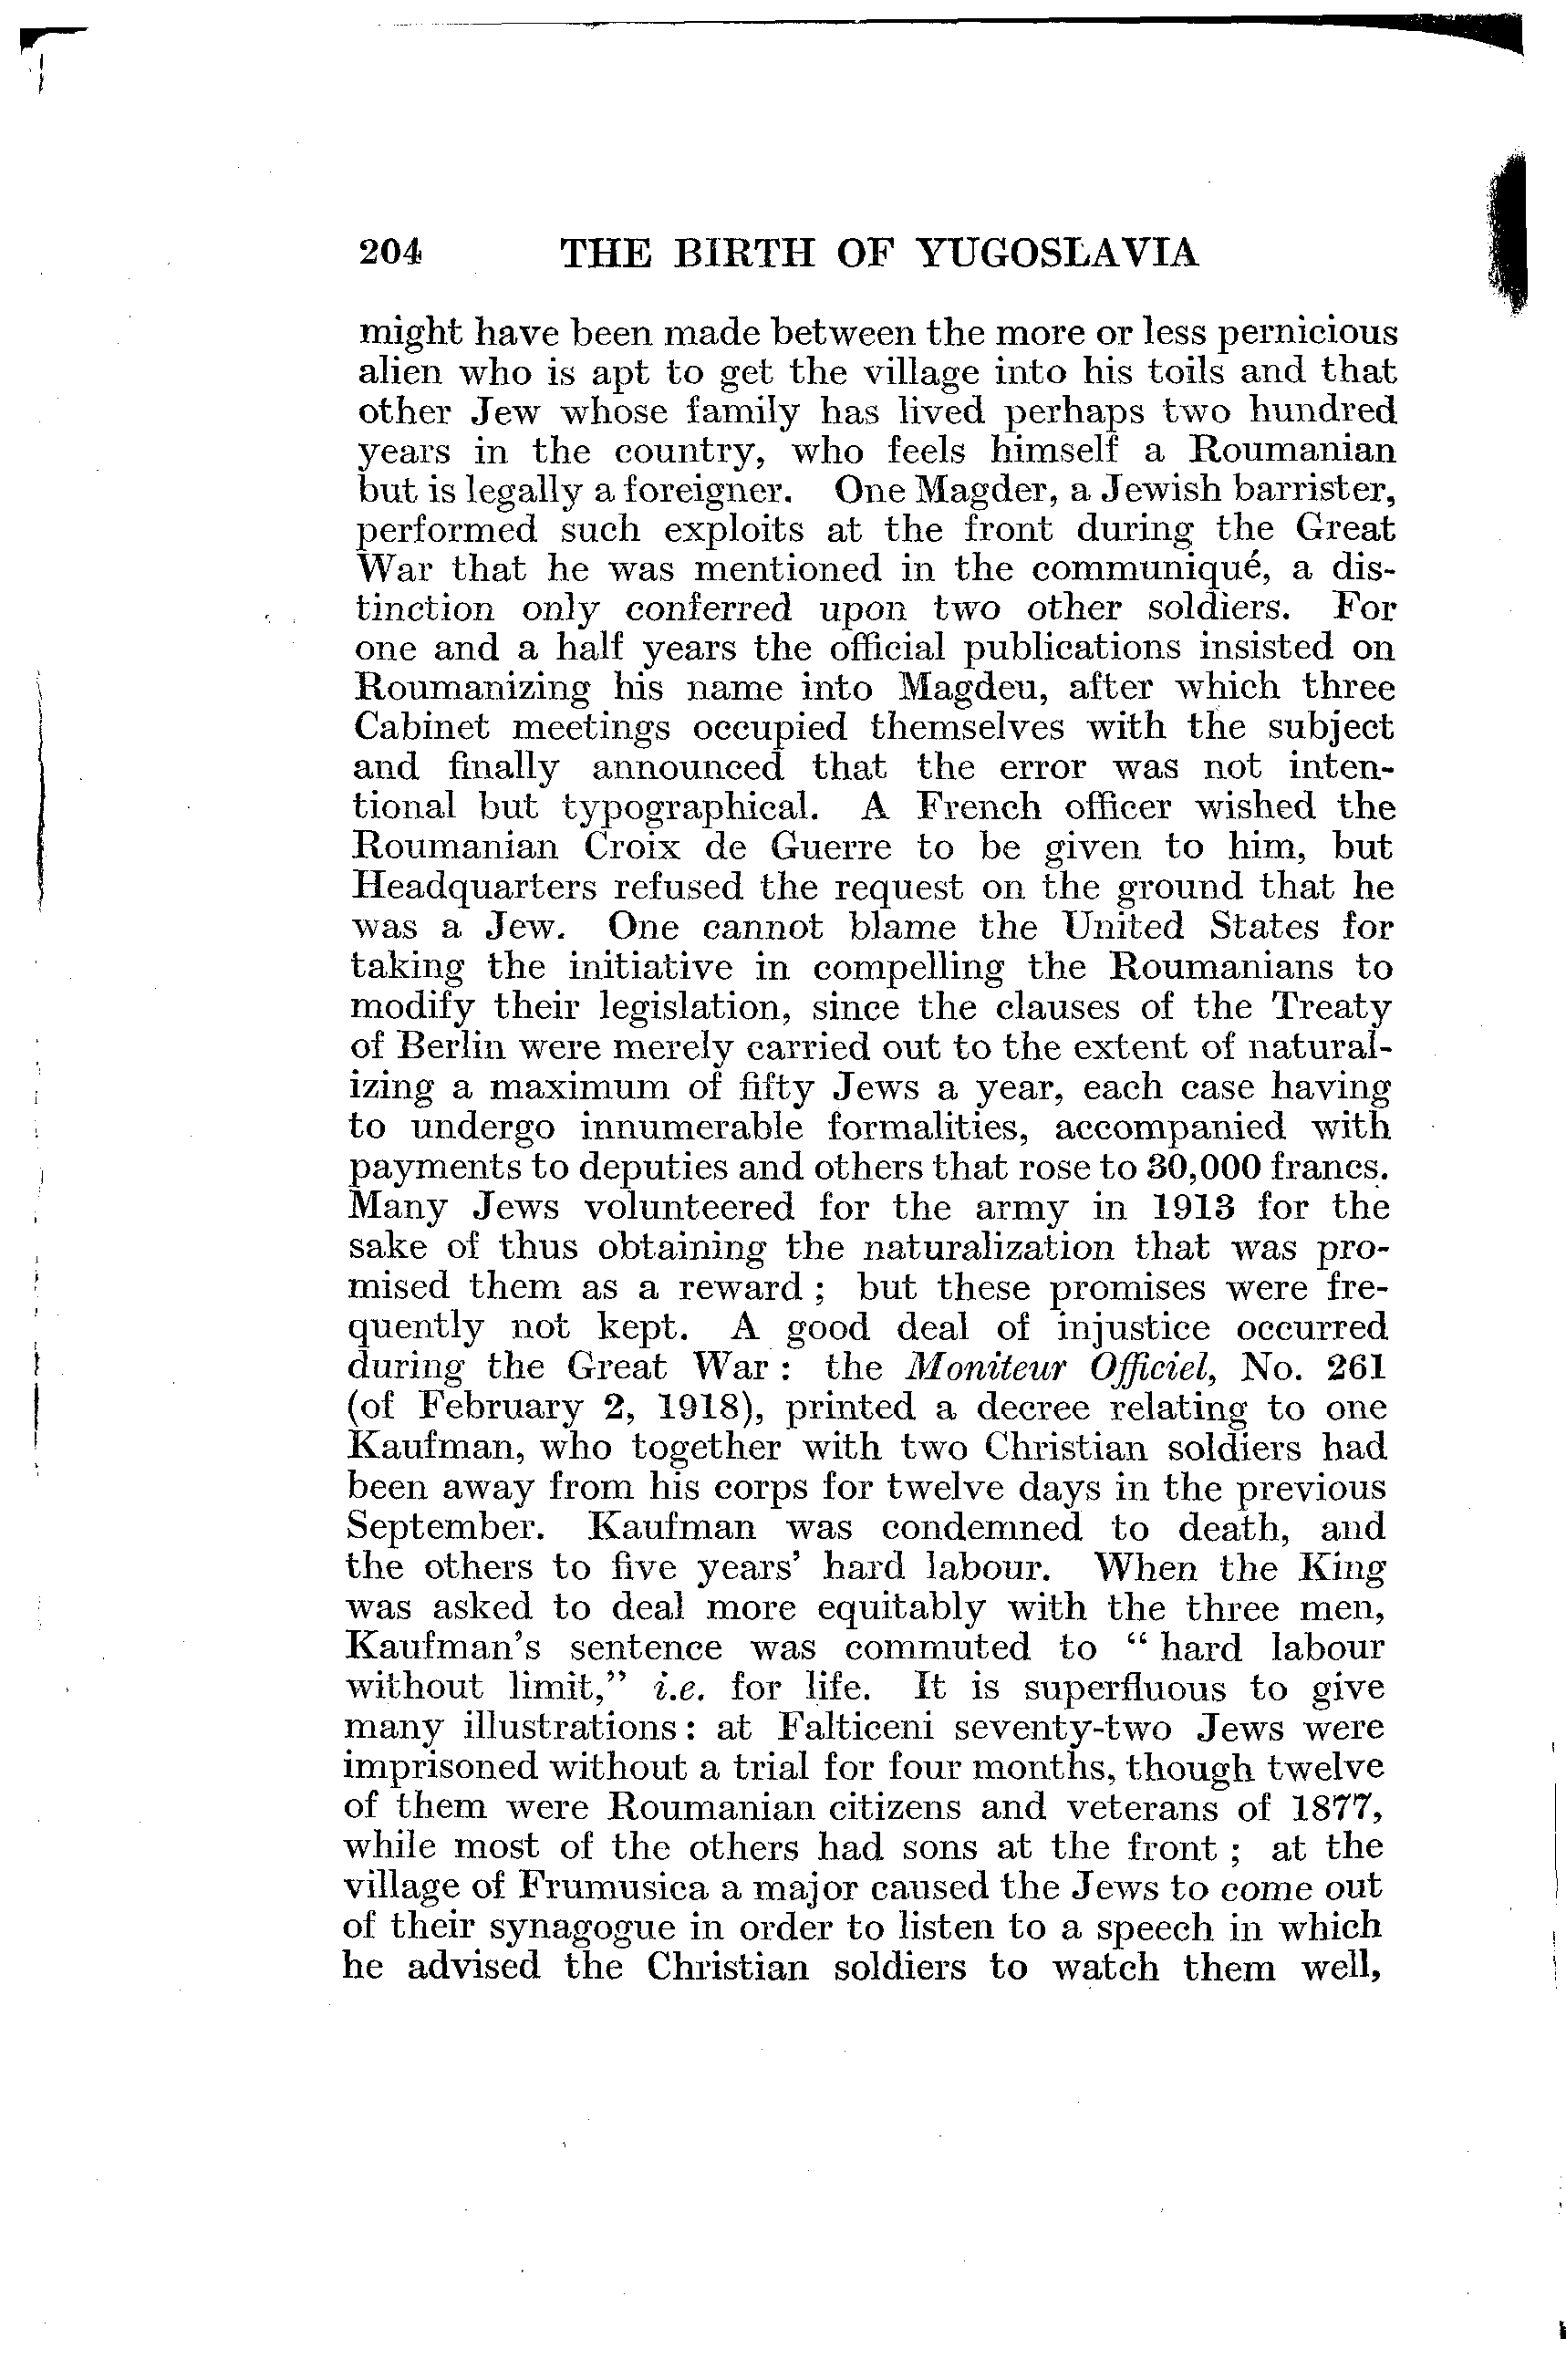 204 THE BIRTH OF YUGOSLAVIA
might have been made between the more or less pernicious
alien who is apt to get the village into his toils and that
other Jew whose family has lived perhaps two hundred
years in the country, who feels himself a Roumanian
but is legally a foreigner. One Magder, a Jewish barrister,
performed such exploits at the front during the Great
War that he was mentioned in the communiqué, a dis-
tinction only conferred upon two other soldiers. For
one and a half years the official publications insisted on
Roumanizing his name into Magdeu, after which three
Cabinet meetings occupied themselves with the subject
and finally announced that the error was not inten-
tional but typographical. A French officer wished the
Roumanian Croix de Guerre to be given to him, but
Headquarters refused the request on the ground that he
was a Jew. One cannot blame the United States for
taking the initiative in compelling the Roumanians to
modify their legislation, since the clauses of the Treaty
of Berlin were merely carried out to the extent of natural-
izing a maximum of fifty Jews a year, each case having
to undergo innumerable formalities, accompanied with
payments to deputies and others that rose to 30,000 francs.
Many Jews volunteered for the army in 1913 for the
sake of thus obtaining the naturalization that was pro-
mised them as a reward ; but these promises were fre-
quently not kept. A good deal of injustice occurred
during the Great War : the Moniteur Officiel, No. 261
(of February 2, 1918), printed a decree relating to one
Kaufman, who together with two Christian soldiers had
been away from his corps for twelve days in the previous
September. Kaufman was condemned to death, and
the others to five years' hard labour. When the King
was asked to deal more equitably with the three men,
Kaufman's sentence was commuted to " hard labour
without limit," i.e. for life. It is superfluous to give
many illustrations : at Falticeni seventy-two Jews were
imprisoned without a trial for four months, though twelve
of them were Roumanian citizens and veterans of 1877,
while most of the others had sons at the front ; at the
village of Frumusica a major caused the Jews to come out
of their synagogue in order to listen to a speech in which
he advised the Christian soldiers to watch them well,